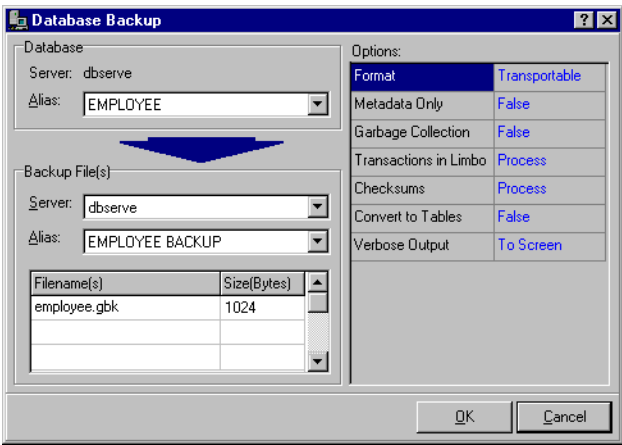 Database Backup
Database
Server: dbserve
Alias: EMPLOYEE
Backup File(s)
Server: dbserve
Alias: EMPLOYEE BACKUP
Filename(s) Size(Bytes)
employee.gbk 1024
Options:
Format Transportable
Metadata Only False
Garbage Collection False
Transactions in Limbo Process
Checksums Process
Convert to Tables False
Verbose Output To Screen
OK Cancel